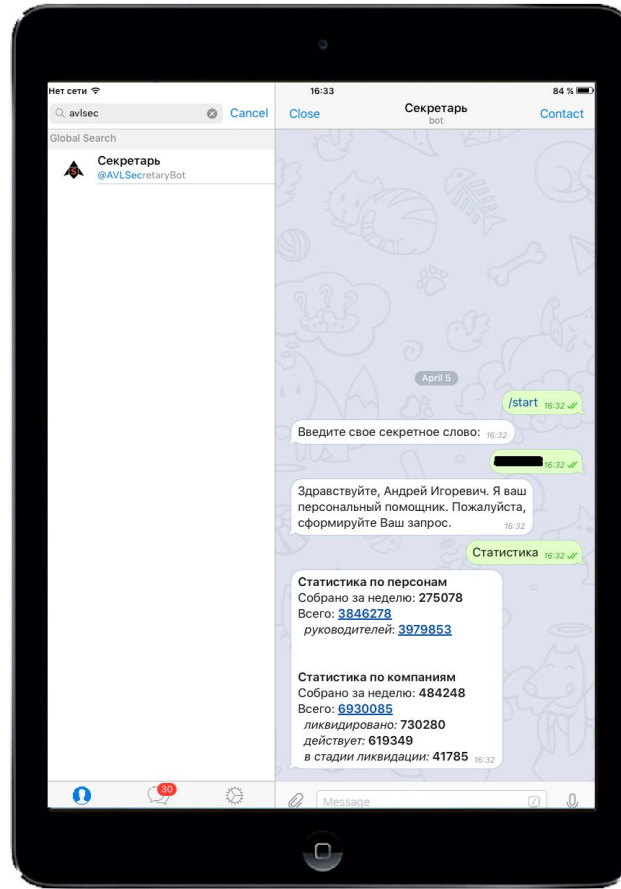 Нет сети
16:33
84 %
avlsec
Cancel
Close
Секретарь
bot
Contact
Global Search
Секретарь
@AVLSecretaryBot
April 5
/start 16:32
Введите свое секретное слово: 16:32
16:32
Здравствуйте, Андрей Игоревич. Я ваш
персональный помощник. Пожалуйста,
сформируйте Ваш запрос. 16:32
Статистика 16:32
Статистика по персонам
Собрано за неделю: 275078
Всего: 3846278
руководителей: 3979853
Статистика по компаниям
Собрано за неделю: 484248
Всего: 6930085
ликвидировано: 730280
действует: 619349
в стадии ликвидации: 41785 16:32
30
Message